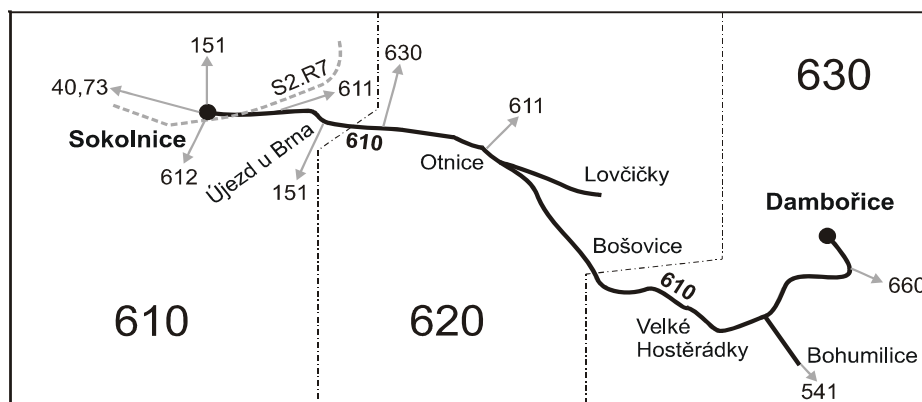 151
630
S2.R7
40,73
611
630
611
Sokolnice
610
Otnice
Újezd u Brna
612
151
Lovčičky
Dambořice
Bošovice
660
610
610
620
Velké
Hostěrádky
Bohumilice
541